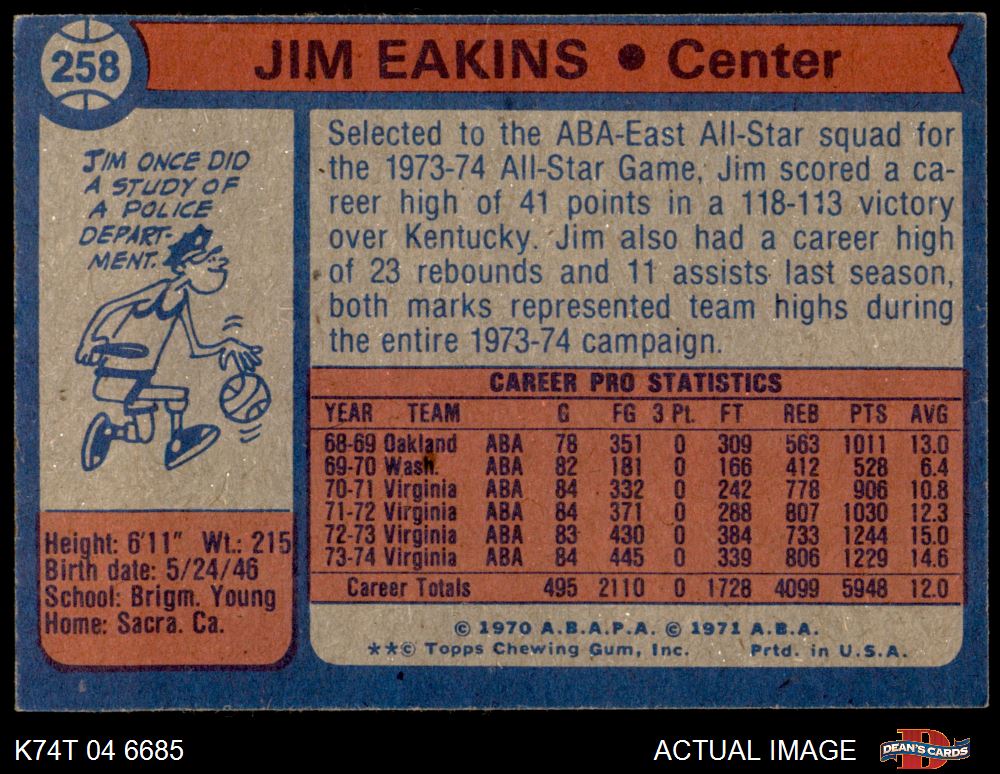 258
JIM EAKINS ● Center
JIM ONCE DID
A STUDY OF
A POLICE
DEPART-
MENT.
Height: 6'11" Wt.: 215
Birth date: 5/24/46
School: Brigm. Young
Home: Sacra. Ca.
Selected to the ABA-East All-Star squad for
the 1973-74 All-Star Game, Jim scored a ca-
reer high of 41 points in a 118-113 victory
over Kentucky. Jim also had a career high
of 23 rebounds and 11 assists last season,
both marks represented team highs during
the entire 1973-74 campaign.
CAREER PRO STATISTICS
YEAR TEAM G FG 3 Pt. FT REB PTS AVG
68-69 Oakland ABA 78 351 0 309 563 1011 13.0
69-70 Wash. ABA 82 181 0 166 412 528 6.4
70-71 Virginia ABA 84 332 0 242 778 906 10.8
71-72 Virginia ABA 84 371 0 288 807 1030 12.3
72-73 Virginia ABA 83 430 0 384 733 1244 15.0
73-74 Virginia ABA 84 445 0 339 806 1229 14.6
Career Totals 495 2110 0 1728 4099 5948 12.0
© 1970 A.B.A.P.A. © 1971 A.B.A.
**© Topps Chewing Gum, Inc. Prtd. in U.S.A.
K74T 04 6685
ACTUAL IMAGE
DEAN'S CARDS